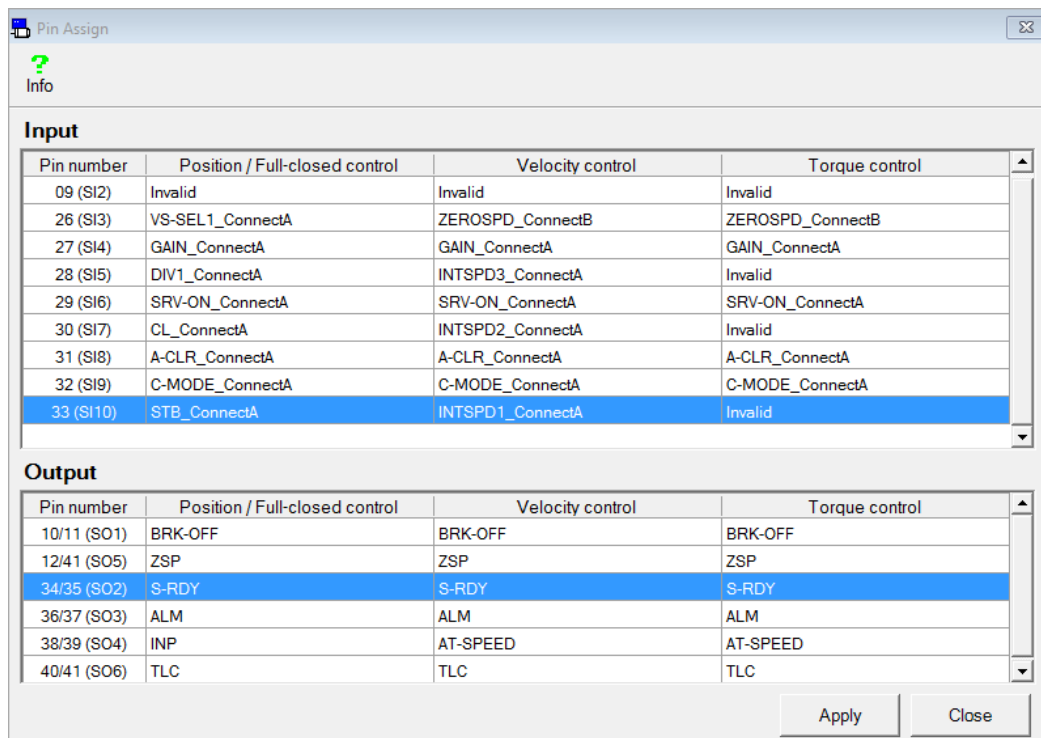 Pin Assign
?
Info
Input
Pin number Position / Full-closed control Velocity control Torque control
09 (SI2) Invalid Invalid Invalid
26 (SI3) VS-SEL1_ConnectA ZEROSPD_ConnectB ZEROSPD_ConnectB
27 (SI4) GAIN_ConnectA GAIN_ConnectA GAIN_ConnectA
28 (SI5) DIV1_ConnectA INTSPD3_ConnectA Invalid
29 (SI6) SRV-ON_ConnectA SRV-ON_ConnectA SRV-ON_ConnectA
30 (SI7) CL_ConnectA INTSPD2_ConnectA Invalid
31 (SI8) A-CLR_ConnectA A-CLR_ConnectA A-CLR_ConnectA
32 (SI9) C-MODE_ConnectA C-MODE_ConnectA C-MODE_ConnectA
33 (SI10) STB_ConnectA INTSPD1_ConnectA Invalid
Output
Pin number Position / Full-closed control Velocity control Torque control
10/11 (SO1) BRK-OFF BRK-OFF BRK-OFF
12/41 (SO5) ZSP ZSP ZSP
34/35 (SO2) S-RDY S-RDY S-RDY
36/37 (SO3) ALM ALM ALM
38/39 (SO4) INP AT-SPEED AT-SPEED
40/41 (SO6) TLC TLC TLC
Apply Close